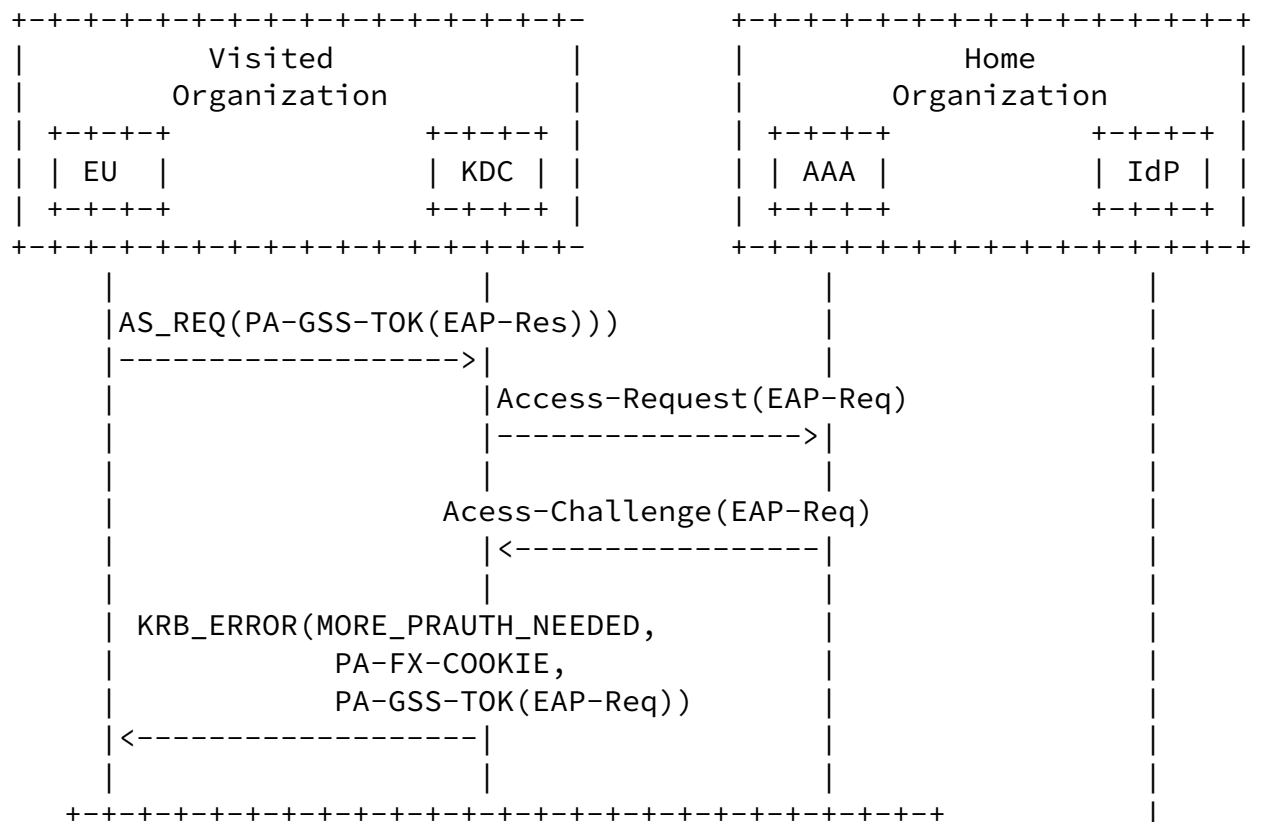 +-+-+-+-+-+-+-+-+-+-+-+-+-+-+-+-        +-+-+-+-+-+-+-+-+-+-+-+-+-+-+
|          Visited             |        |            Home            |
|        Organization          |        |        Organization        |
| +-+-+-+              +-+-+-+ |        | +-+-+-+           +-+-+-+ |
| | EU  |              | KDC | |        | | AAA |           | IdP | |
| +-+-+-+              +-+-+-+ |        | +-+-+-+           +-+-+-+ |
+-+-+-+-+-+-+-+-+-+-+-+-+-+-+-+-        +-+-+-+-+-+-+-+-+-+-+-+-+-+-+
     |                    |                  |                 |
     |AS_REQ(PA-GSS-TOK(EAP-Res)))           |                 |
     |------------------->|                  |                 |
     |                    |Access-Request(EAP-Req)             |
     |                    |----------------->|                 |
     |                    |                  |                 |
     |                  Acess-Challenge(EAP-Req)               |
     |                    |<-----------------|                 |
     |                    |                  |                 |
     | KRB_ERROR(MORE_PRAUTH_NEEDED,         |                 |
     |            PA-FX-COOKIE,              |                 |
     |            PA-GSS-TOK(EAP-Req))       |                 |
     |<-------------------|                  |                 |
     |                    |                  |                 |
   +-+-+-+-+-+-+-+-+-+-+-+-+-+-+-+-+-+-+-+-+-+-+-+-+          |